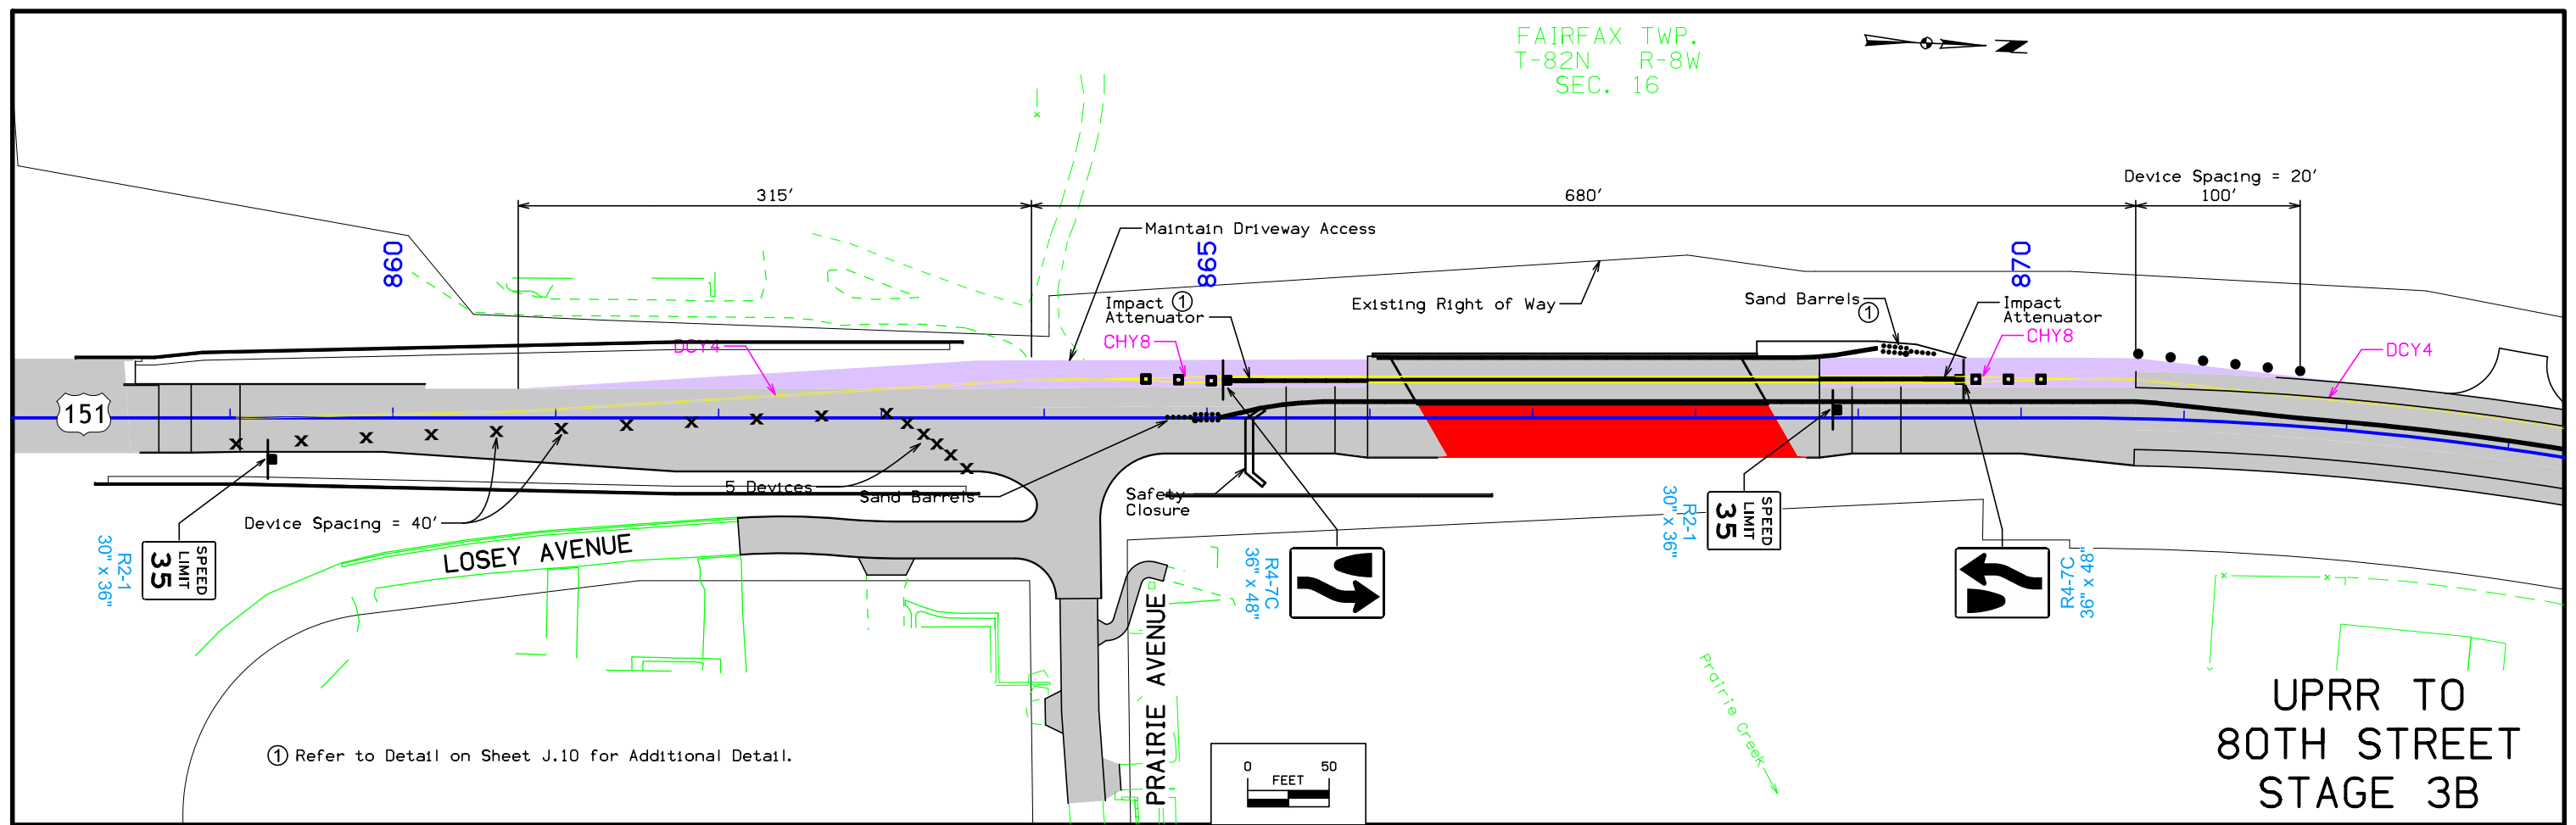 FAIRFAX TWP.
T-82N R-8W
SEC. 16
N
Device Spacing = 20'
315'
680'
100'
Maintain Driveway Access
860
865
870
Impact ①
Attenuator
Existing Right of Way
Sand Barrels
①
Impact
Attenuator
DCY4
CHY8
CHY8
DCY4
151
5 Devices
Sand Barrels
Safety
Closure
Device Spacing = 40'
SPEED
LIMIT
35
R2-1
30" x 36"
SPEED
LIMIT
35
R2-1
30" x 36"
LOSEY AVENUE
R4-7C
36" x 48"
R4-7C
36" x 48"
PRAIRIE AVENUE
Prairie Creek
① Refer to Detail on Sheet J.10 for Additional Detail.
0 50
FEET
UPRR TO
80TH STREET
STAGE 3B